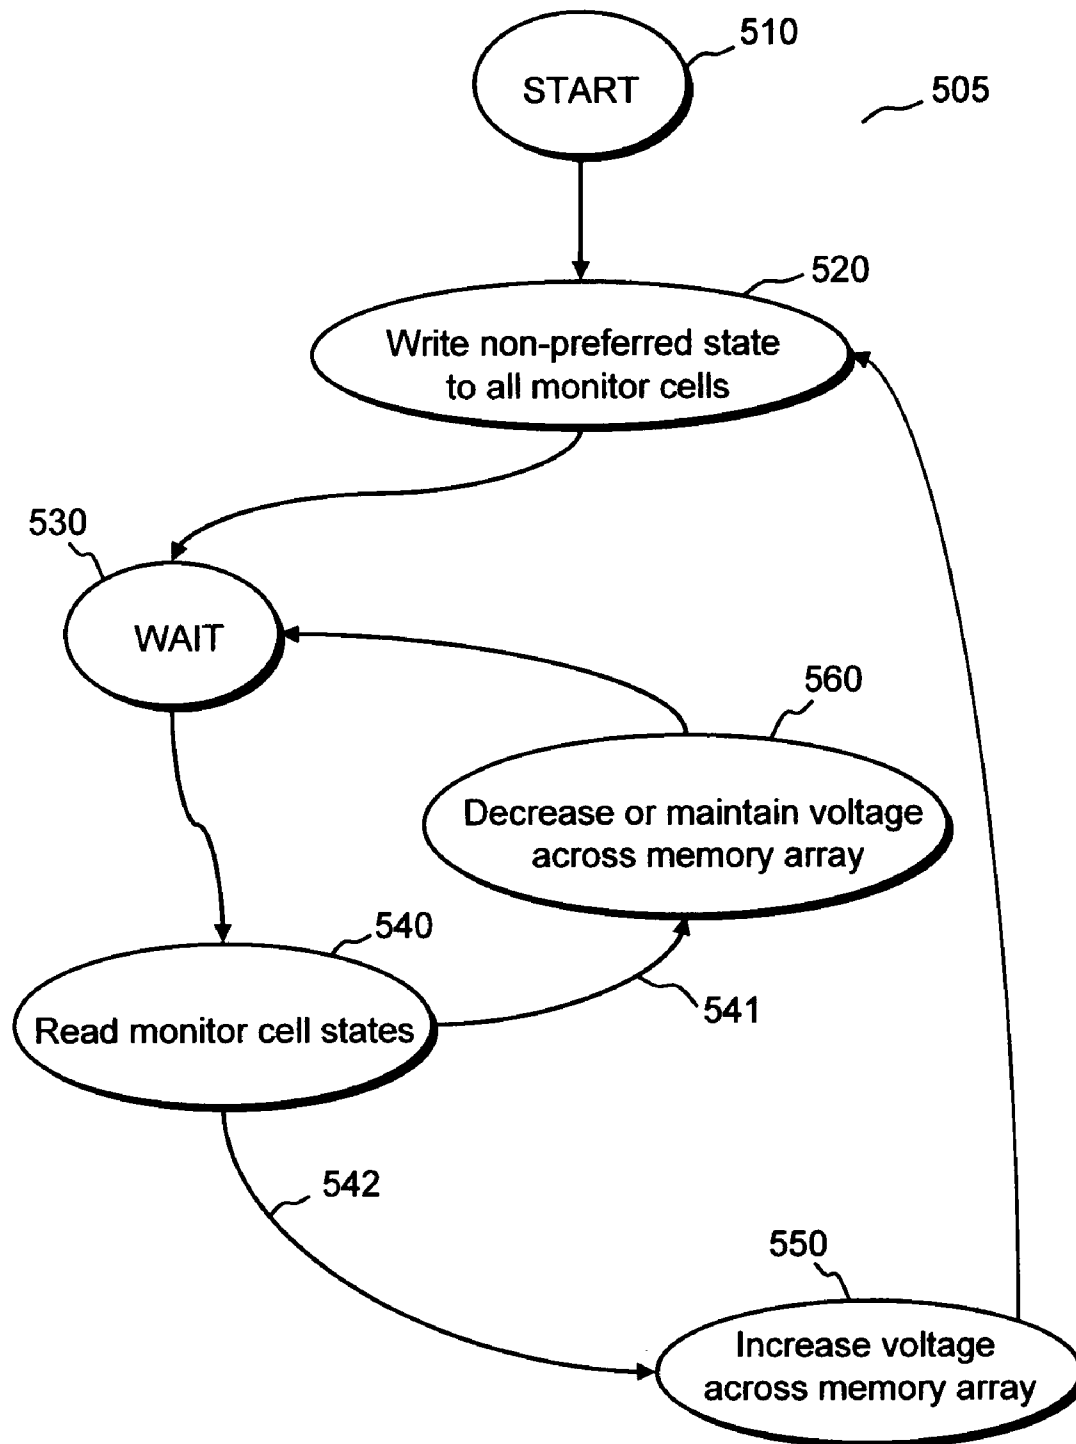 510
START
505
520
Write non-preferred state
to all monitor cells
530
WAIT
560
Decrease or maintain voltage
across memory array
540
541
Read monitor cell states
542
550
Increase voltage
across memory array